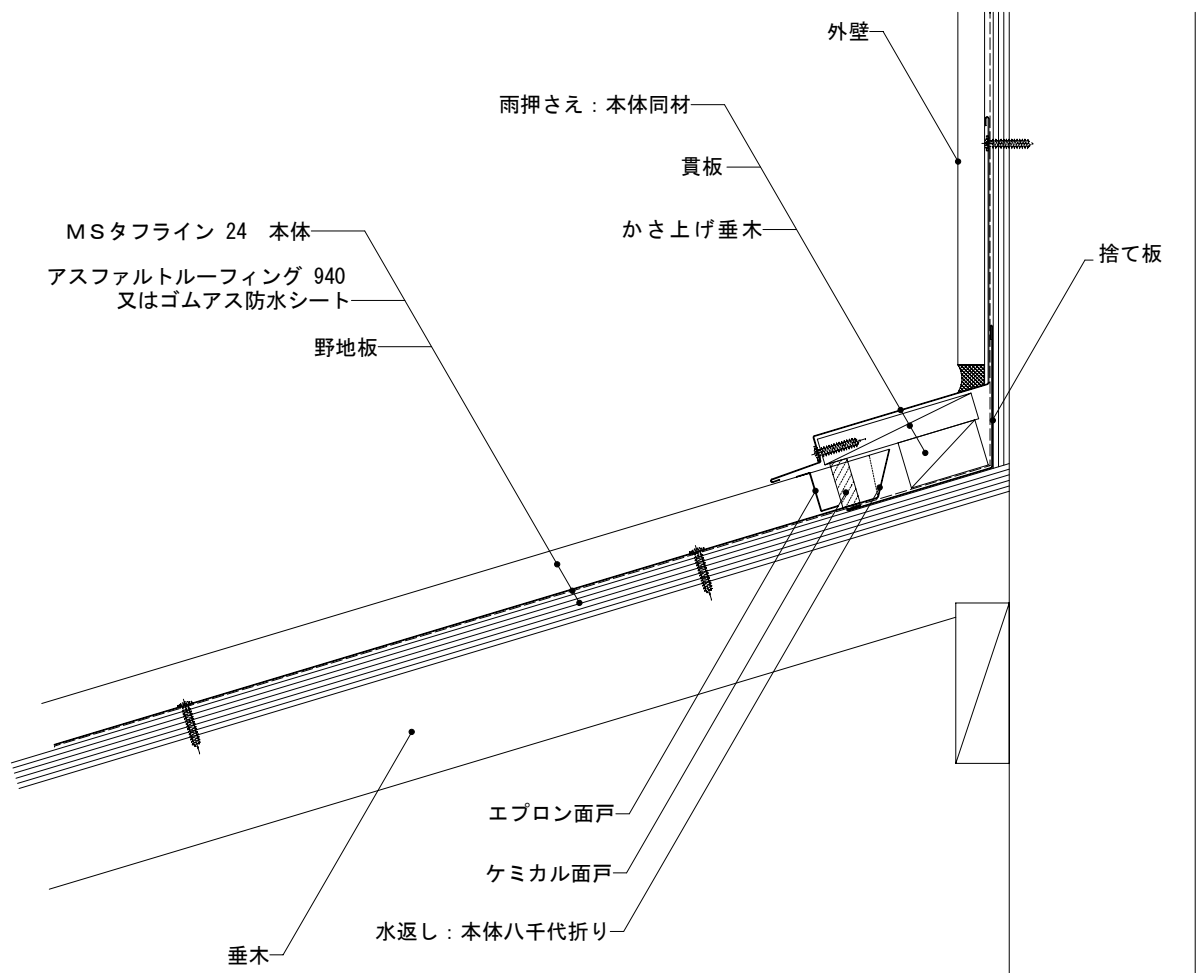 外壁
雨押さえ：本体同材
貫板
かさ上げ垂木
ＭＳタフライン 24　本体
アスファルトルーフィング 940
又はゴムアス防水シート
野地板
捨て板
エプロン面戸
ケミカル面戸
水返し：本体八千代折り
垂木